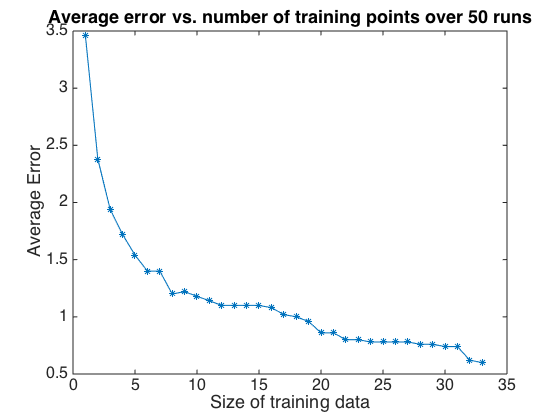 Average error vs. number of training points over 50 runs
3.5
3
2.5
2
1.5
1
0.5
Average Error
0 5 10 15 20 25 30 35
Size of training data